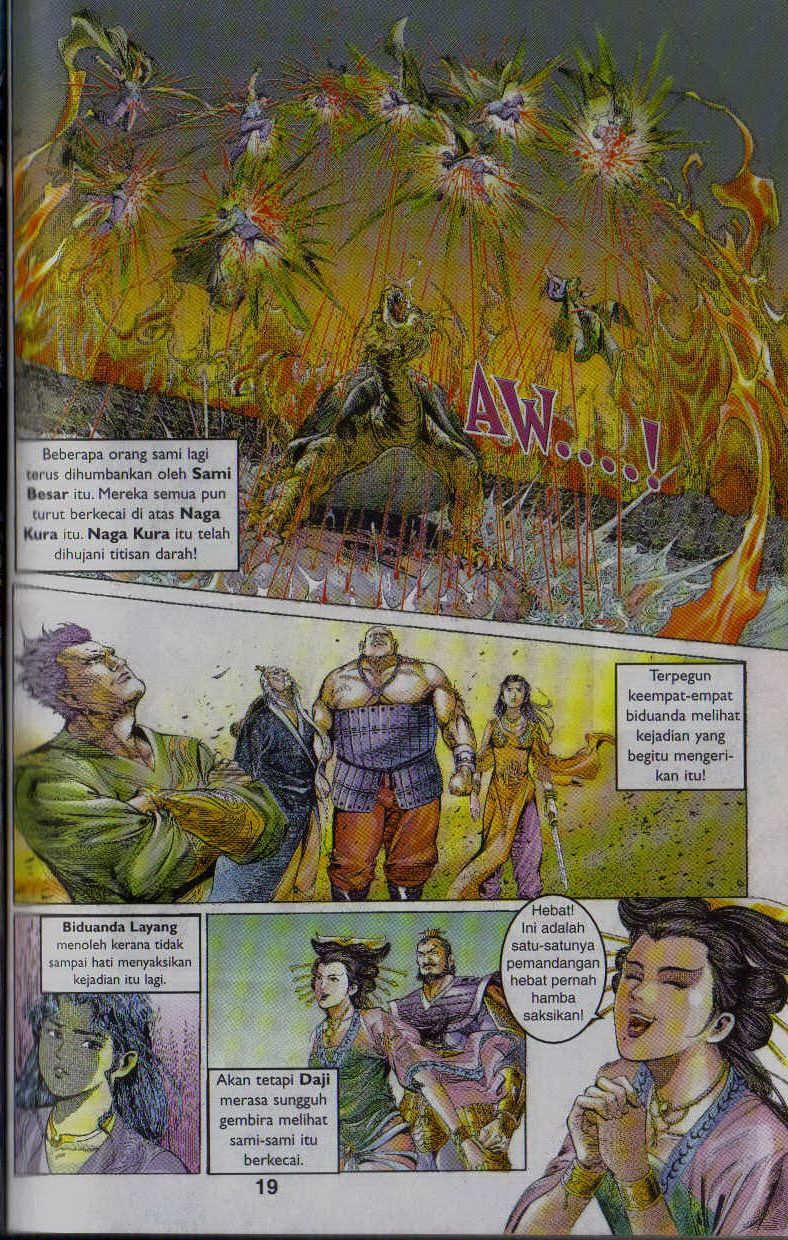 AW....!
Beberapa orang sami lagi
terus dihumbankan oleh Sami
Besar itu. Mereka semua pun
turut berkecai di atas Naga
Kura itu. Naga Kura itu telah
dihujani titisan darah!
Terpegun
keempat-empat
biduanda melihat
kejadian yang
begitu mengeri-
kan itu!
Biduanda Layang
menoleh kerana tidak
sampai hati menyaksikan
kejadian itu lagi.
Akan tetapi Daji
merasa sungguh
gembira melihat
sami-sami itu
berkecai.
Hebat!
Ini adalah
satu-satunya
pemandangan
hebat pernah
hamba
saksikan!
19